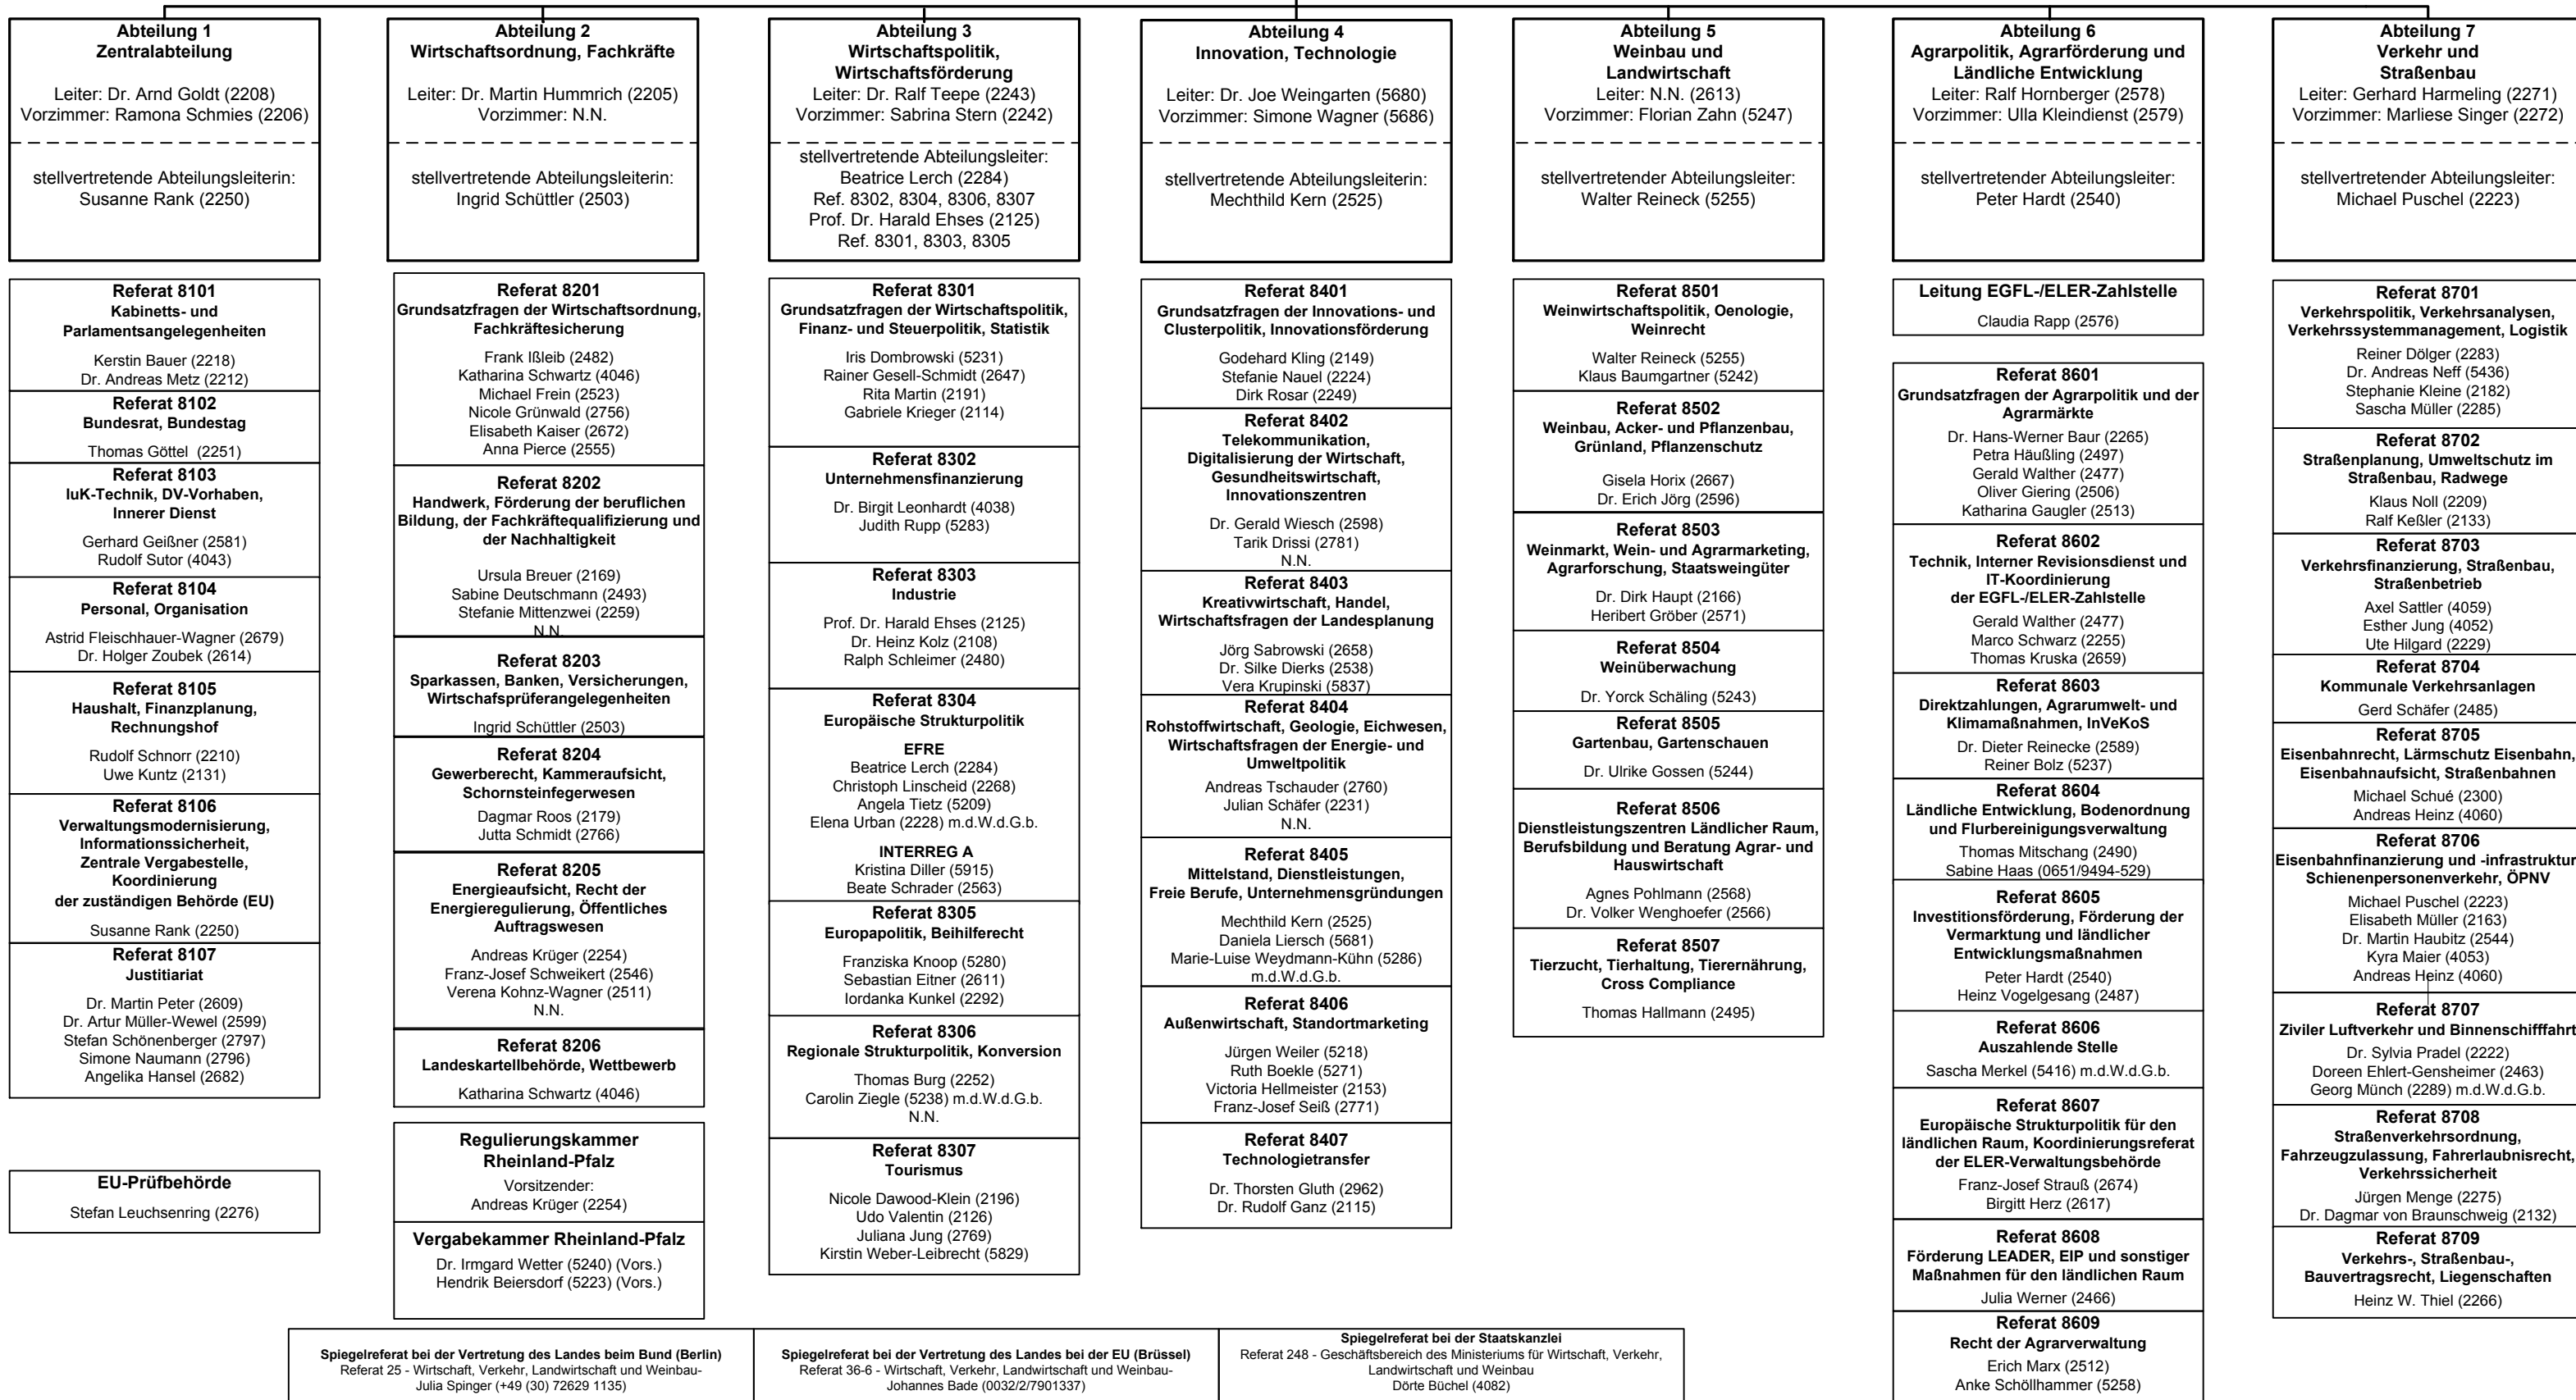 Abteilung 1
Zentralabteilung
Leiter: Dr. Arnd Goldt (2208)
Vorzimmer: Ramona Schmies (2206)
stellvertretende Abteilungsleiterin:
Susanne Rank (2250)
Referat 8101
Kabinetts- und
Parlamentsangelegenheiten
Kerstin Bauer (2218)
Dr. Andreas Metz (2212)
Referat 8102
Bundesrat, Bundestag
Thomas Göttel (2251)
Referat 8103
IuK-Technik, DV-Vorhaben,
Innerer Dienst
Gerhard Geißner (2581)
Rudolf Sutor (4043)
Referat 8104
Personal, Organisation
Astrid Fleischhauer-Wagner (2679)
Dr. Holger Zoubek (2614)
Referat 8105
Haushalt, Finanzplanung,
Rechnungshof
Rudolf Schnorr (2210)
Uwe Kuntz (2131)
Referat 8106
Verwaltungsmodernisierung,
Informationssicherheit,
Zentrale Vergabestelle,
Koordinierung
der zuständigen Behörde (EU)
Susanne Rank (2250)
Referat 8107
Justitiariat
Dr. Martin Peter (2609)
Dr. Artur Müller-Wewel (2599)
Stefan Schönenberger (2797)
Simone Naumann (2796)
Angelika Hansel (2682)
EU-Prüfbehörde
Stefan Leuchsenring (2276)
Abteilung 2
Wirtschaftsordnung, Fachkräfte
Leiter: Dr. Martin Hummrich (2205)
Vorzimmer: N.N.
stellvertretende Abteilungsleiterin:
Ingrid Schüttler (2503)
Referat 8201
Grundsatzfragen der Wirtschaftsordnung,
Fachkräftesicherung
Frank Ißleib (2482)
Katharina Schwartz (4046)
Michael Frein (2523)
Nicole Grünwald (2756)
Elisabeth Kaiser (2672)
Anna Pierce (2555)
Referat 8202
Handwerk, Förderung der beruflichen
Bildung, der Fachkräftequalifizierung und
der Nachhaltigkeit
Ursula Breuer (2169)
Sabine Deutschmann (2493)
Stefanie Mittenzwei (2259)
N.N.
Referat 8203
Sparkassen, Banken, Versicherungen,
Wirtschafsprüferangelegenheiten
Ingrid Schüttler (2503)
Referat 8204
Gewerberecht, Kammeraufsicht,
Schornsteinfegerwesen
Dagmar Roos (2179)
Jutta Schmidt (2766)
Referat 8205
Energieaufsicht, Recht der
Energieregulierung, Öffentliches
Auftragswesen
Andreas Krüger (2254)
Franz-Josef Schweikert (2546)
Verena Kohnz-Wagner (2511)
N.N.
Referat 8206
Landeskartellbehörde, Wettbewerb
Katharina Schwartz (4046)
Regulierungskammer
Rheinland-Pfalz
Vorsitzender:
Andreas Krüger (2254)
Vergabekammer Rheinland-Pfalz
Dr. Irmgard Wetter (5240) (Vors.)
Hendrik Beiersdorf (5223) (Vors.)
Abteilung 3
Wirtschaftspolitik,
Wirtschaftsförderung
Leiter: Dr. Ralf Teepe (2243)
Vorzimmer: Sabrina Stern (2242)
stellvertretende Abteilungsleiter:
Beatrice Lerch (2284)
Ref. 8302, 8304, 8306, 8307
Prof. Dr. Harald Ehses (2125)
Ref. 8301, 8303, 8305
Referat 8301
Grundsatzfragen der Wirtschaftspolitik,
Finanz- und Steuerpolitik, Statistik
Iris Dombrowski (5231)
Rainer Gesell-Schmidt (2647)
Rita Martin (2191)
Gabriele Krieger (2114)
Referat 8302
Unternehmensfinanzierung
Dr. Birgit Leonhardt (4038)
Judith Rupp (5283)
Referat 8303
Industrie
Prof. Dr. Harald Ehses (2125)
Dr. Heinz Kolz (2108)
Ralph Schleimer (2480)
Referat 8304
Europäische Strukturpolitik
EFRE
Beatrice Lerch (2284)
Christoph Linscheid (2268)
Angela Tietz (5209)
Elena Urban (2228) m.d.W.d.G.b.
INTERREG A
Kristina Diller (5915)
Beate Schrader (2563)
Referat 8305
Europapolitik, Beihilferecht
Franziska Knoop (5280)
Sebastian Eitner (2611)
Iordanka Kunkel (2292)
Referat 8306
Regionale Strukturpolitik, Konversion
Thomas Burg (2252)
Carolin Ziegle (5238) m.d.W.d.G.b.
N.N.
Referat 8307
Tourismus
Nicole Dawood-Klein (2196)
Udo Valentin (2126)
Juliana Jung (2769)
Kirstin Weber-Leibrecht (5829)
Abteilung 4
Innovation, Technologie
Leiter: Dr. Joe Weingarten (5680)
Vorzimmer: Simone Wagner (5686)
stellvertretende Abteilungsleiterin:
Mechthild Kern (2525)
Referat 8401
Grundsatzfragen der Innovations- und
Clusterpolitik, Innovationsförderung
Godehard Kling (2149)
Stefanie Nauel (2224)
Dirk Rosar (2249)
Referat 8402
Telekommunikation,
Digitalisierung der Wirtschaft,
Gesundheitswirtschaft,
Innovationszentren
Dr. Gerald Wiesch (2598)
Tarik Drissi (2781)
N.N.
Referat 8403
Kreativwirtschaft, Handel,
Wirtschaftsfragen der Landesplanung
Jörg Sabrowski (2658)
Dr. Silke Dierks (2538)
Vera Krupinski (5837)
Referat 8404
Rohstoffwirtschaft, Geologie, Eichwesen,
Wirtschaftsfragen der Energie- und
Umweltpolitik
Andreas Tschauder (2760)
Julian Schäfer (2231)
N.N.
Referat 8405
Mittelstand, Dienstleistungen,
Freie Berufe, Unternehmensgründungen
Mechthild Kern (2525)
Daniela Liersch (5681)
Marie-Luise Weydmann-Kühn (5286)
m.d.W.d.G.b.
Referat 8406
Außenwirtschaft, Standortmarketing
Jürgen Weiler (5218)
Ruth Boekle (5271)
Victoria Hellmeister (2153)
Franz-Josef Seiß (2771)
Referat 8407
Technologietransfer
Dr. Thorsten Gluth (2962)
Dr. Rudolf Ganz (2115)
Abteilung 5
Weinbau und
Landwirtschaft
Leiter: N.N. (2613)
Vorzimmer: Florian Zahn (5247)
stellvertretender Abteilungsleiter:
Walter Reineck (5255)
Referat 8501
Weinwirtschaftspolitik, Oenologie,
Weinrecht
Walter Reineck (5255)
Klaus Baumgartner (5242)
Referat 8502
Weinbau, Acker- und Pflanzenbau,
Grünland, Pflanzenschutz
Gisela Horix (2667)
Dr. Erich Jörg (2596)
Referat 8503
Weinmarkt, Wein- und Agrarmarketing,
Agrarforschung, Staatsweingüter
Dr. Dirk Haupt (2166)
Heribert Gröber (2571)
Referat 8504
Weinüberwachung
Dr. Yorck Schäling (5243)
Referat 8505
Gartenbau, Gartenschauen
Dr. Ulrike Gossen (5244)
Referat 8506
Dienstleistungszentren Ländlicher Raum,
Berufsbildung und Beratung Agrar- und
Hauswirtschaft
Agnes Pohlmann (2568)
Dr. Volker Wenghoefer (2566)
Referat 8507
Tierzucht, Tierhaltung, Tierernährung,
Cross Compliance
Thomas Hallmann (2495)
Abteilung 6
Agrarpolitik, Agrarförderung und
Ländliche Entwicklung
Leiter: Ralf Hornberger (2578)
Vorzimmer: Ulla Kleindienst (2579)
stellvertretender Abteilungsleiter:
Peter Hardt (2540)
Leitung EGFL-/ELER-Zahlstelle
Claudia Rapp (2576)
Referat 8601
Grundsatzfragen der Agrarpolitik und der
Agrarmärkte
Dr. Hans-Werner Baur (2265)
Petra Häußling (2497)
Gerald Walther (2477)
Oliver Giering (2506)
Katharina Gaugler (2513)
Referat 8602
Technik, Interner Revisionsdienst und
IT-Koordinierung
der EGFL-/ELER-Zahlstelle
Gerald Walther (2477)
Marco Schwarz (2255)
Thomas Kruska (2659)
Referat 8603
Direktzahlungen, Agrarumwelt- und
Klimamaßnahmen, InVeKoS
Dr. Dieter Reinecke (2589)
Reiner Bolz (5237)
Referat 8604
Ländliche Entwicklung, Bodenordnung
und Flurbereinigungsverwaltung
Thomas Mitschang (2490)
Sabine Haas (0651/9494-529)
Referat 8605
Investitionsförderung, Förderung der
Vermarktung und ländlicher
Entwicklungsmaßnahmen
Peter Hardt (2540)
Heinz Vogelgesang (2487)
Referat 8606
Auszahlende Stelle
Sascha Merkel (5416) m.d.W.d.G.b.
Referat 8607
Europäische Strukturpolitik für den
ländlichen Raum, Koordinierungsreferat
der ELER-Verwaltungsbehörde
Franz-Josef Strauß (2674)
Birgitt Herz (2617)
Referat 8608
Förderung LEADER, EIP und sonstiger
Maßnahmen für den ländlichen Raum
Julia Werner (2466)
Referat 8609
Recht der Agrarverwaltung
Erich Marx (2512)
Anke Schöllhammer (5258)
Abteilung 7
Verkehr und
Straßenbau
Leiter: Gerhard Harmeling (2271)
Vorzimmer: Marliese Singer (2272)
stellvertretender Abteilungsleiter:
Michael Puschel (2223)
Referat 8701
Verkehrspolitik, Verkehrsanalysen,
Verkehrssystemmanagement, Logistik
Reiner Dölger (2283)
Dr. Andreas Neff (5436)
Stephanie Kleine (2182)
Sascha Müller (2285)
Referat 8702
Straßenplanung, Umweltschutz im
Straßenbau, Radwege
Klaus Noll (2209)
Ralf Keßler (2133)
Referat 8703
Verkehrsfinanzierung, Straßenbau,
Straßenbetrieb
Axel Sattler (4059)
Esther Jung (4052)
Ute Hilgard (2229)
Referat 8704
Kommunale Verkehrsanlagen
Gerd Schäfer (2485)
Referat 8705
Eisenbahnrecht, Lärmschutz Eisenbahn,
Eisenbahnaufsicht, Straßenbahnen
Michael Schué (2300)
Andreas Heinz (4060)
Referat 8706
Eisenbahnfinanzierung und -infrastruktur
Schienenpersonenverkehr, ÖPNV
Michael Puschel (2223)
Elisabeth Müller (2163)
Dr. Martin Haubitz (2544)
Kyra Maier (4053)
Andreas Heinz (4060)
Referat 8707
Ziviler Luftverkehr und Binnenschifffahrt
Dr. Sylvia Pradel (2222)
Doreen Ehlert-Gensheimer (2463)
Georg Münch (2289) m.d.W.d.G.b.
Referat 8708
Straßenverkehrsordnung,
Fahrzeugzulassung, Fahrerlaubnisrecht,
Verkehrssicherheit
Jürgen Menge (2275)
Dr. Dagmar von Braunschweig (2132)
Referat 8709
Verkehrs-, Straßenbau-,
Bauvertragsrecht, Liegenschaften
Heinz W. Thiel (2266)
Spiegelreferat bei der Vertretung des Landes beim Bund (Berlin)
Referat 25 - Wirtschaft, Verkehr, Landwirtschaft und Weinbau-
Julia Spinger (+49 (30) 72629 1135)
Spiegelreferat bei der Vertretung des Landes bei der EU (Brüssel)
Referat 36-6 - Wirtschaft, Verkehr, Landwirtschaft und Weinbau-
Johannes Bade (0032/2/7901337)
Spiegelreferat bei der Staatskanzlei
Referat 248 - Geschäftsbereich des Ministeriums für Wirtschaft, Verkehr,
Landwirtschaft und Weinbau
Dörte Büchel (4082)